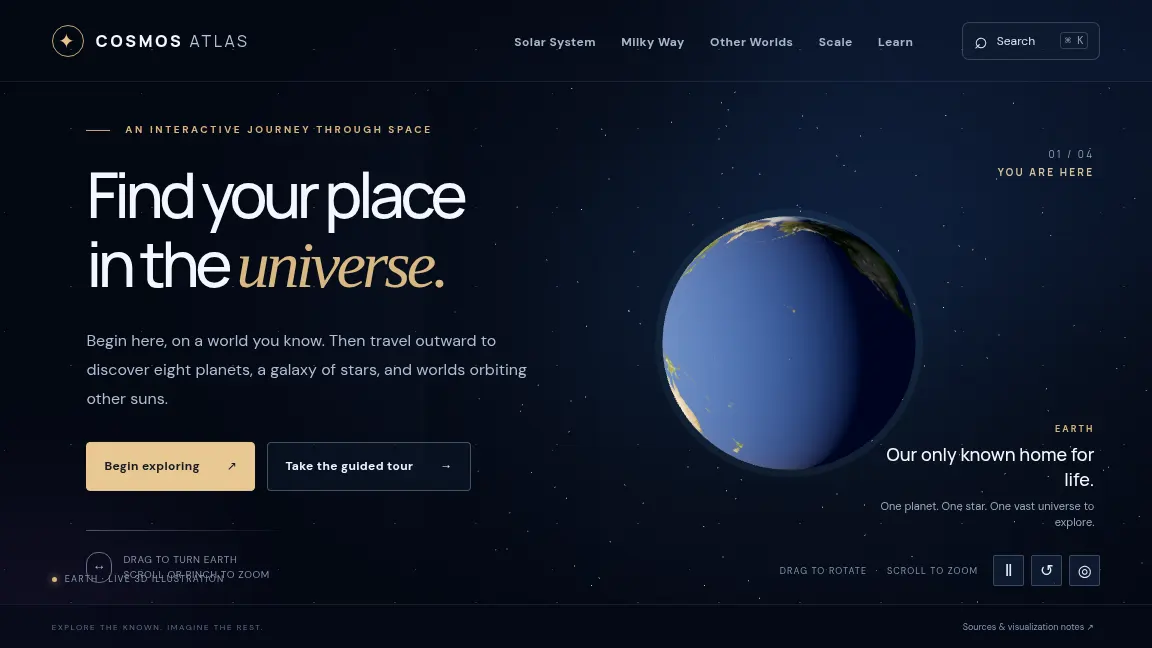 COSMOS ATLAS
Solar System
Milky Way
Other Worlds
Scale
Learn
Search
⌘ K
AN INTERACTIVE JOURNEY THROUGH SPACE
01 / 04
YOU ARE HERE
Find your place
in the universe.
Begin here, on a world you know. Then travel outward to
discover eight planets, a galaxy of stars, and worlds orbiting
other suns.
Begin exploring ↗
Take the guided tour →
EARTH
Our only known home for
life.
One planet. One star. One vast universe to
explore.
DRAG TO TURN EARTH
SCROLL OR PINCH TO ZOOM
EARTH · LIVE 3D ILLUSTRATION
DRAG TO ROTATE · SCROLL TO ZOOM
EXPLORE THE KNOWN. IMAGINE THE REST.
Sources & visualization notes ↗